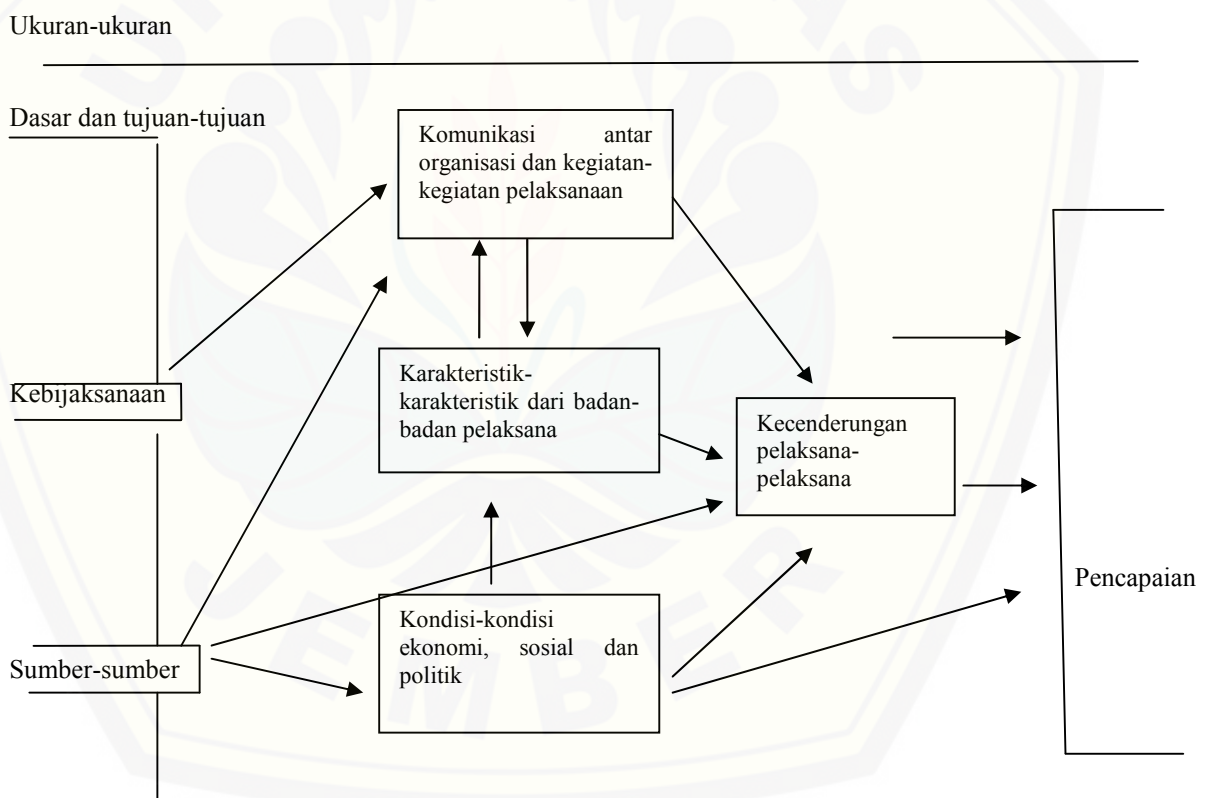 Ukuran-ukuran
Dasar dan tujuan-tujuan
Komunikasi antar
organisasi dan kegiatan-
kegiatan pelaksanaan
Kebijaksanaan
Karakteristik-
karakteristik dari badan-
badan pelaksana
Kecenderungan
pelaksana-
pelaksana
Pencapaian
Sumber-sumber
Kondisi-kondisi
ekonomi, sosial dan
politik
JEMBER